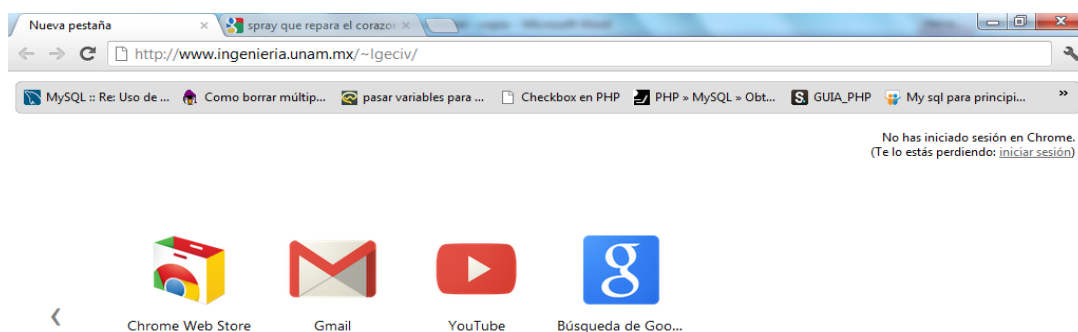 Nueva pestaña
spray que repara el corazor
http://www.ingenieria.unam.mx/~lgeciv/
MySQL :: Re: Uso de ... Como borrar múltip... pasar variables para ... Checkbox en PHP PHP » MySQL » Obt... S. GUIA_PHP My sql para principi... »
No has iniciado sesión en Chrome.
(Te lo estás perdiendo: iniciar sesión)
g
Chrome Web Store Gmail YouTube Búsqueda de Goo...